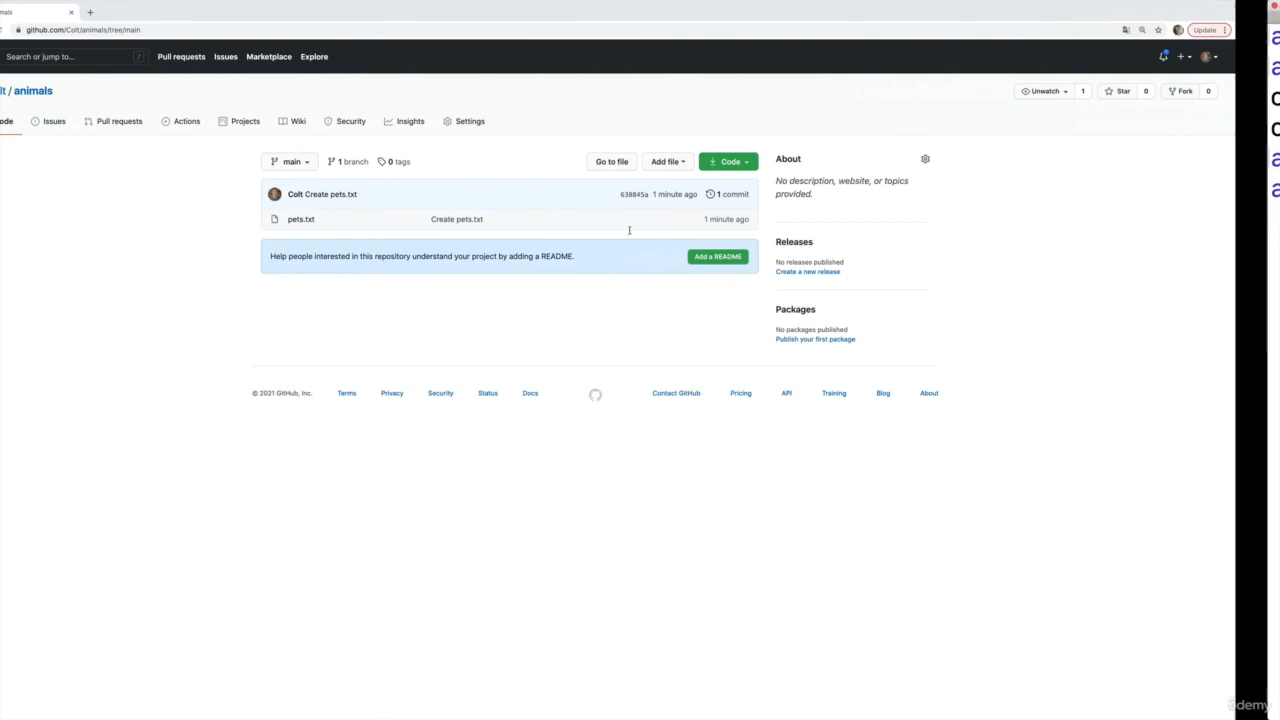 mals
github.com/Colt/animals/tree/main
Update
Search or jump to...
/
Pull requests
Issues
Marketplace
Explore
lt / animals
Unwatch
1
Star
0
Fork
0
ode
Issues
Pull requests
Actions
Projects
Wiki
Security
Insights
Settings
main
1 branch
0 tags
Go to file
Add file
Code
About
Colt Create pets.txt
638845a 1 minute ago
1 commit
No description, website, or topics
provided.
pets.txt
Create pets.txt
1 minute ago
Help people interested in this repository understand your project by adding a README.
Add a README
Releases
No releases published
Create a new release
Packages
No packages published
Publish your first package
© 2021 GitHub, Inc.
Terms
Privacy
Security
Status
Docs
Contact GitHub
Pricing
API
Training
Blog
About
ûdemy